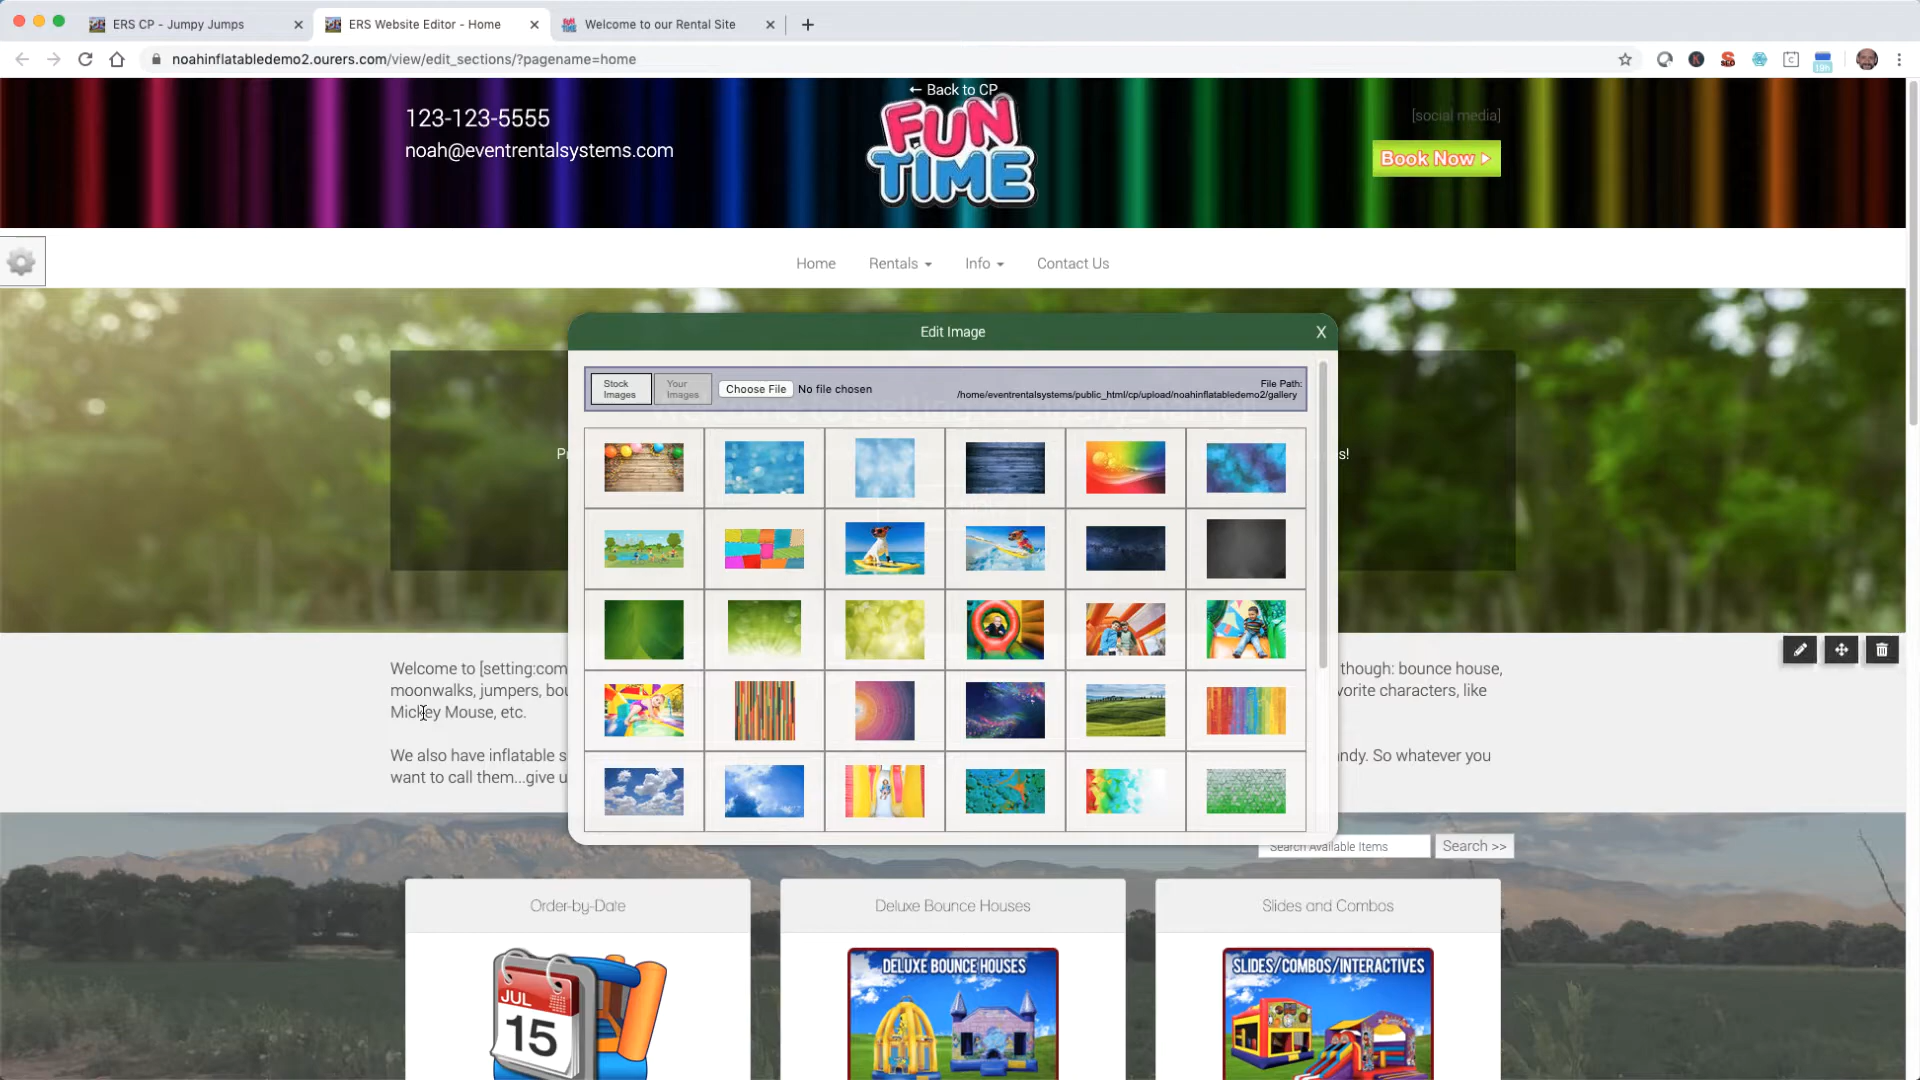 ERS CP - Jumpy Jumps
ERS Website Editor - Home
Welcome to our Rental Site
noahinflatabledemo2.ourers.com/view/edit_sections/?pagename=home
← Back to CP
123-123-5555
noah@eventrentalsystems.com
FUN
TIME
[social media]
Book Now
Home
Rentals
Info
Contact Us
Edit Image
X
Stock Images
Your Images
Choose File
No file chosen
File Path:
/home/eventrentalsystems/public_html/cp/upload/noahinflatabledemo2/gallery
s!
Welcome to [setting:com
though: bounce house,
moonwalks, jumpers, bou
vorite characters, like
Mickey Mouse, etc.
We also have inflatable s
ndy. So whatever you
want to call them...give u
Search Available Items
Search >>
Order-by-Date
Deluxe Bounce Houses
Slides and Combos
JUL
15
DELUXE BOUNCE HOUSES
SLIDES/COMBOS/INTERACTIVES